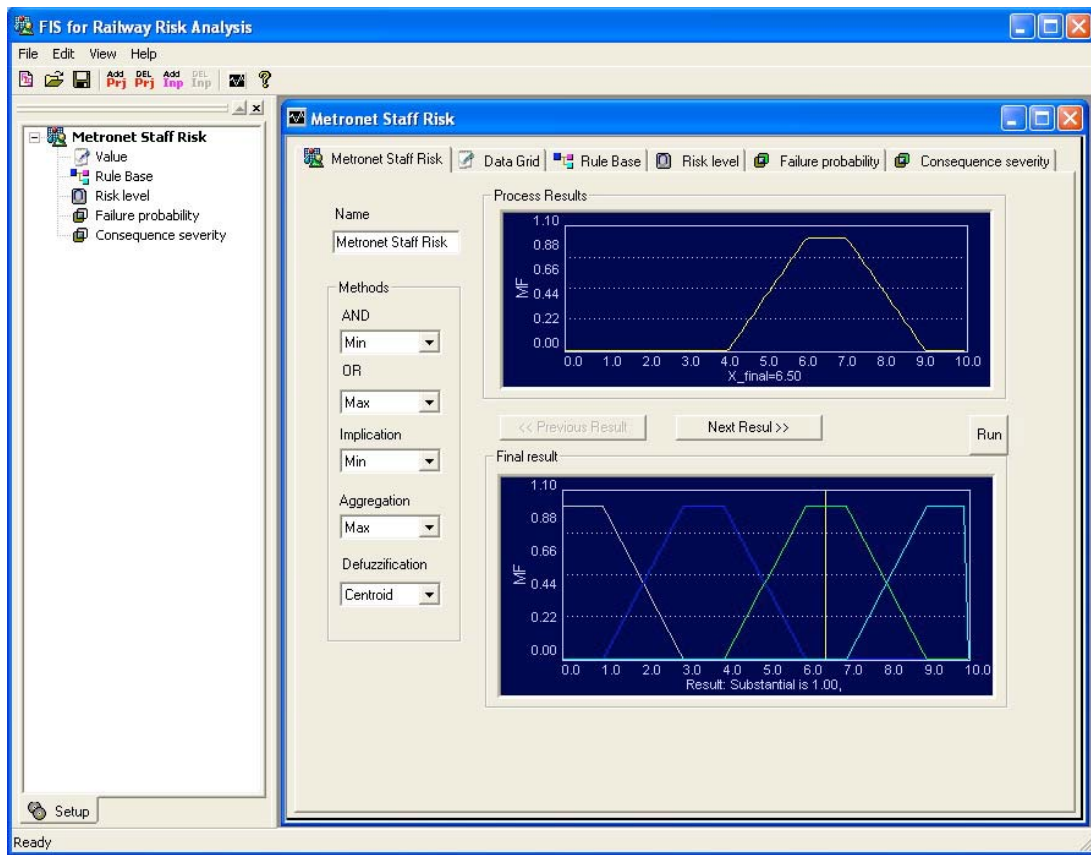 FIS for Railway Risk Analysis
File Edit View Help
Add Prj DEL Prj Add Inp DEL Inp
Metronet Staff Risk
Value
Rule Base
Risk level
Failure probability
Consequence severity
Setup
Ready
Metronet Staff Risk
Metronet Staff Risk Data Grid Rule Base Risk level Failure probability Consequence severity
Name
Metronet Staff Risk
Methods
AND
Min
OR
Max
Implication
Min
Aggregation
Max
Defuzzification
Centroid
Process Results
1.10
0.88
0.66
0.44
0.22
0.00
MF
0.0 1.0 2.0 3.0 4.0 5.0 6.0 7.0 8.0 9.0 10.0
X_final=6.50
<< Previous Result Next Resul >> Run
Final result
1.10
0.88
0.66
0.44
0.22
0.00
MF
0.0 1.0 2.0 3.0 4.0 5.0 6.0 7.0 8.0 9.0 10.0
Result: Substantial is 1.00,